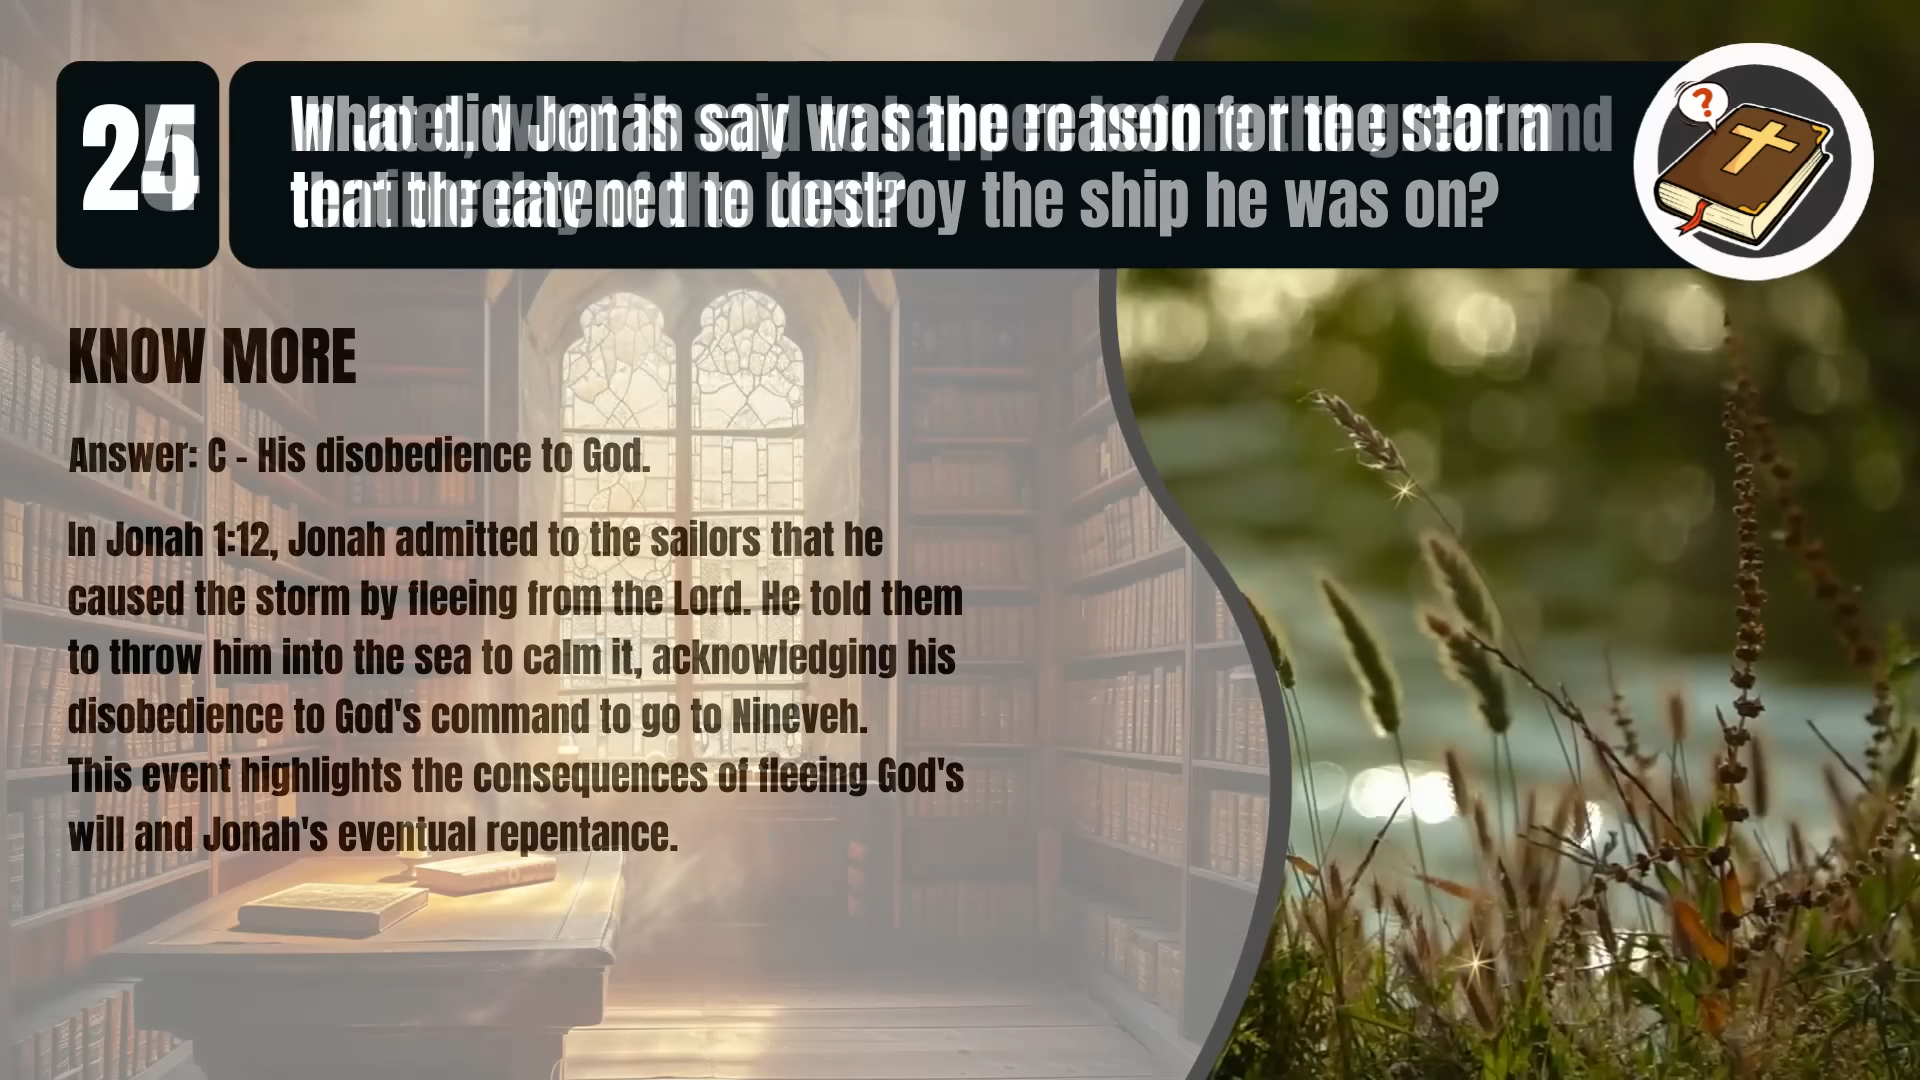 What did Jonah say was the reason for the storm
that threatened to destroy the ship he was on?
?
KNOW MORE
Answer: C - His disobedience to God.
In Jonah 1:12, Jonah admitted to the sailors that he
caused the storm by fleeing from the Lord. He told them
to throw him into the sea to calm it, acknowledging his
disobedience to God's command to go to Nineveh.
This event highlights the consequences of fleeing God's
will and Jonah's eventual repentance.